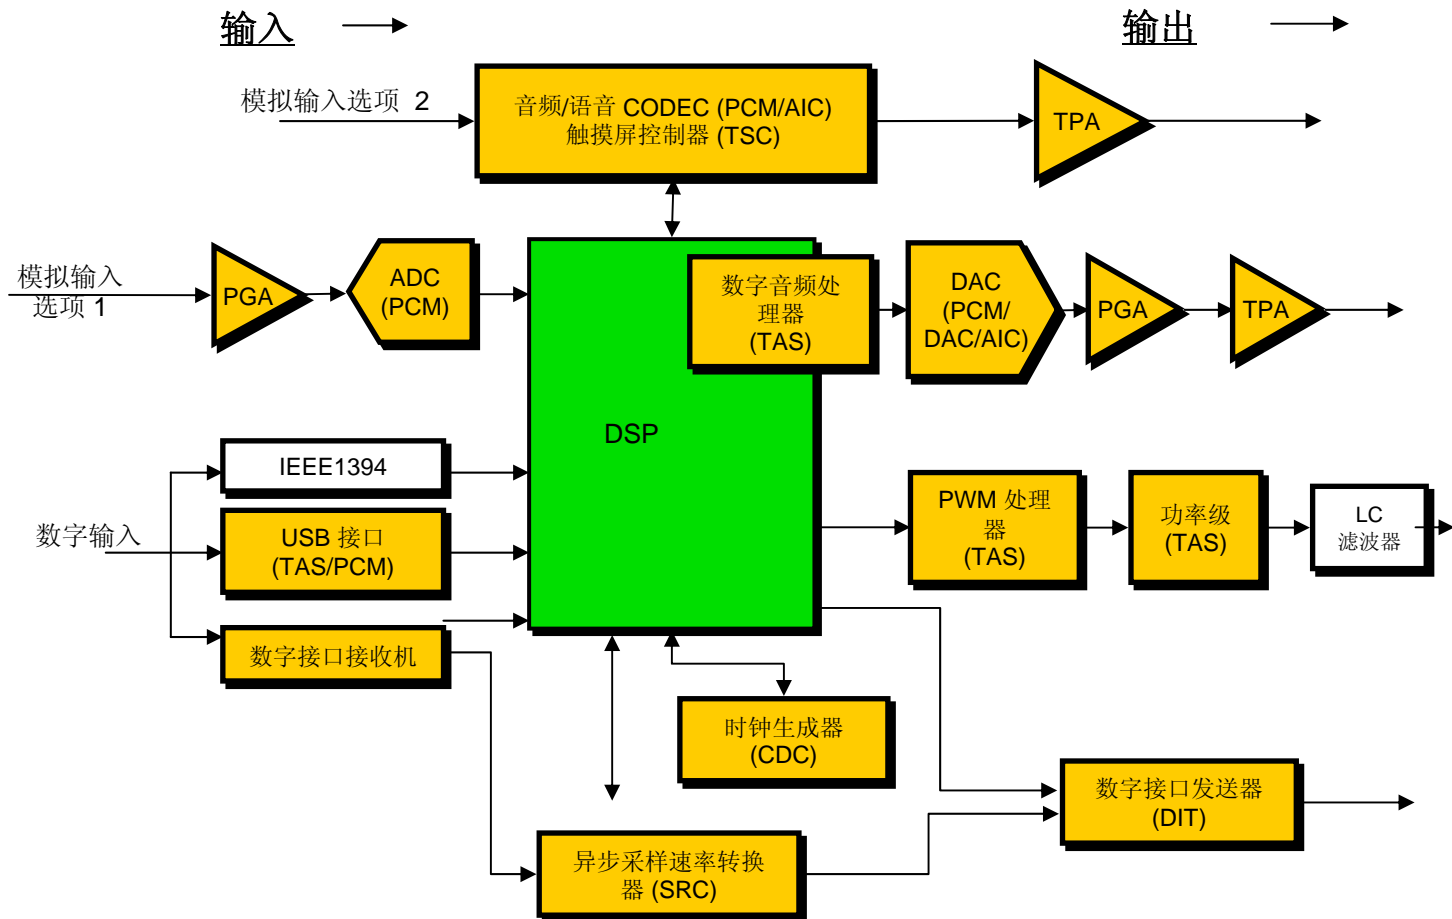 输入
输出
模拟输入选项 2
音频/语音 CODEC (PCM/AIC)
触摸屏控制器 (TSC)
TPA
模拟输入
选项 1
PGA
ADC
(PCM)
数字音频处
理器
(TAS)
DAC
(PCM/
DAC/AIC)
PGA
TPA
DSP
IEEE1394
数字输入
USB 接口
(TAS/PCM)
数字接口接收机
PWM 处理
器
(TAS)
功率级
(TAS)
LC
滤波器
时钟生成器
(CDC)
数字接口发送器
(DIT)
异步采样速率转换
器 (SRC)